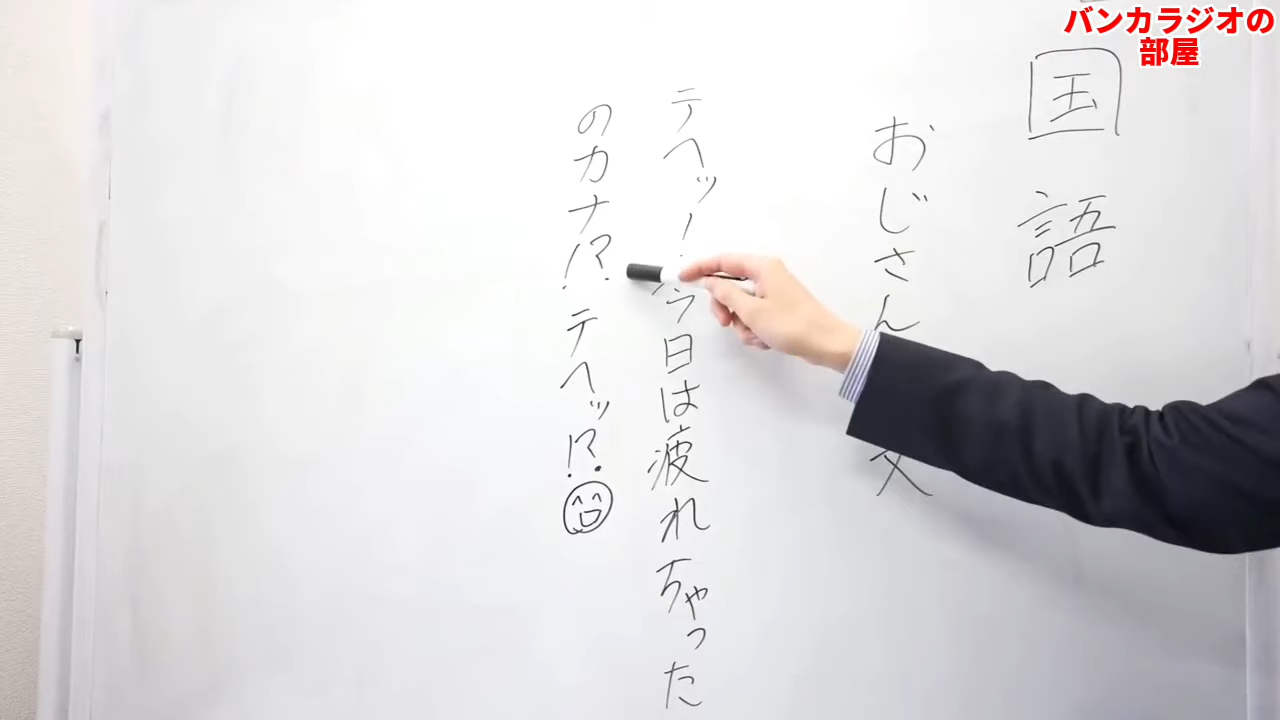 バンカラジオの
部屋
国語
おじさん文
テヘッ!今日は疲れちゃった
のカナ!?テヘッ!?